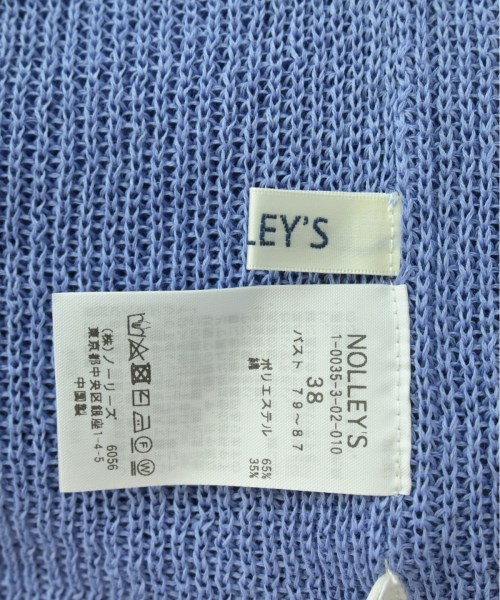 LEY'S
NOLLEY'S
1-0035-3-02-010
38
バスト 79~87
ポリエステル 65%
綿 35%
(株)ノーリーズ 6056
東京都中央区銀座1-4-5
中国製